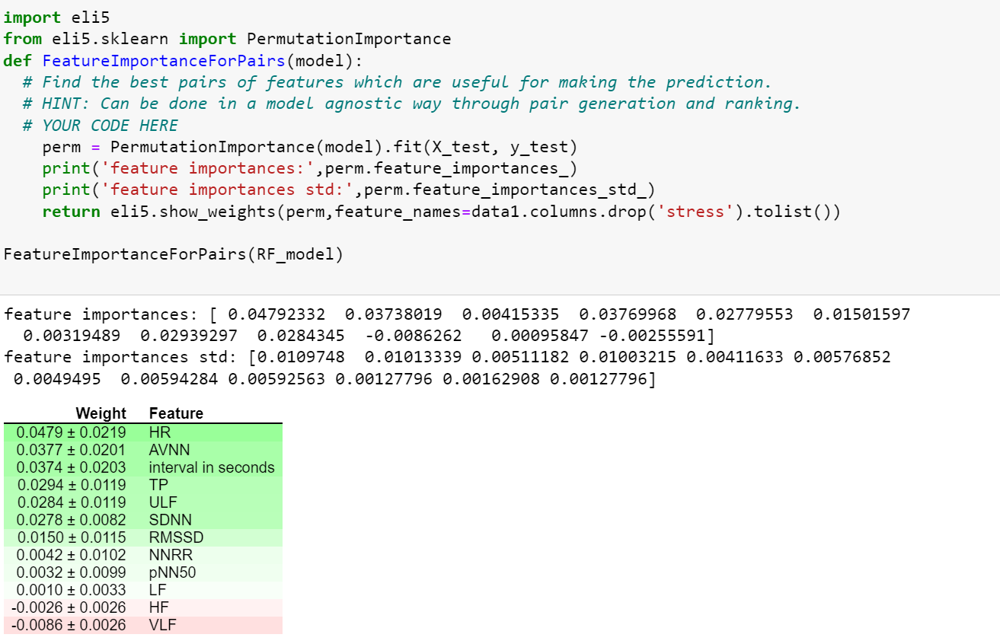 import eli5
from eli5.sklearn import PermutationImportance
def FeatureImportanceForPairs(model):
  # Find the best pairs of features which are useful for making the prediction.
  # HINT: Can be done in a model agnostic way through pair generation and ranking.
  # YOUR CODE HERE
    perm = PermutationImportance(model).fit(X_test, y_test)
    print('feature importances:',perm.feature_importances_)
    print('feature importances std:',perm.feature_importances_std_)
    return eli5.show_weights(perm,feature_names=data1.columns.drop('stress').tolist())
FeatureImportanceForPairs(RF_model)
feature importances: [ 0.04792332  0.03738019  0.00415335  0.03769968  0.02779553  0.01501597
  0.00319489  0.02939297  0.0284345  -0.0086262   0.00095847 -0.00255591]
feature importances std: [0.0109748  0.01013339 0.00511182 0.01003215 0.00411633 0.00576852
 0.0049495  0.00594284 0.00592563 0.00127796 0.00162908 0.00127796]
Weight Feature
0.0479 ± 0.0219 HR
0.0377 ± 0.0201 AVNN
0.0374 ± 0.0203 interval in seconds
0.0294 ± 0.0119 TP
0.0284 ± 0.0119 ULF
0.0278 ± 0.0082 SDNN
0.0150 ± 0.0115 RMSSD
0.0042 ± 0.0102 NNRR
0.0032 ± 0.0099 pNN50
0.0010 ± 0.0033 LF
-0.0026 ± 0.0026 HF
-0.0086 ± 0.0026 VLF